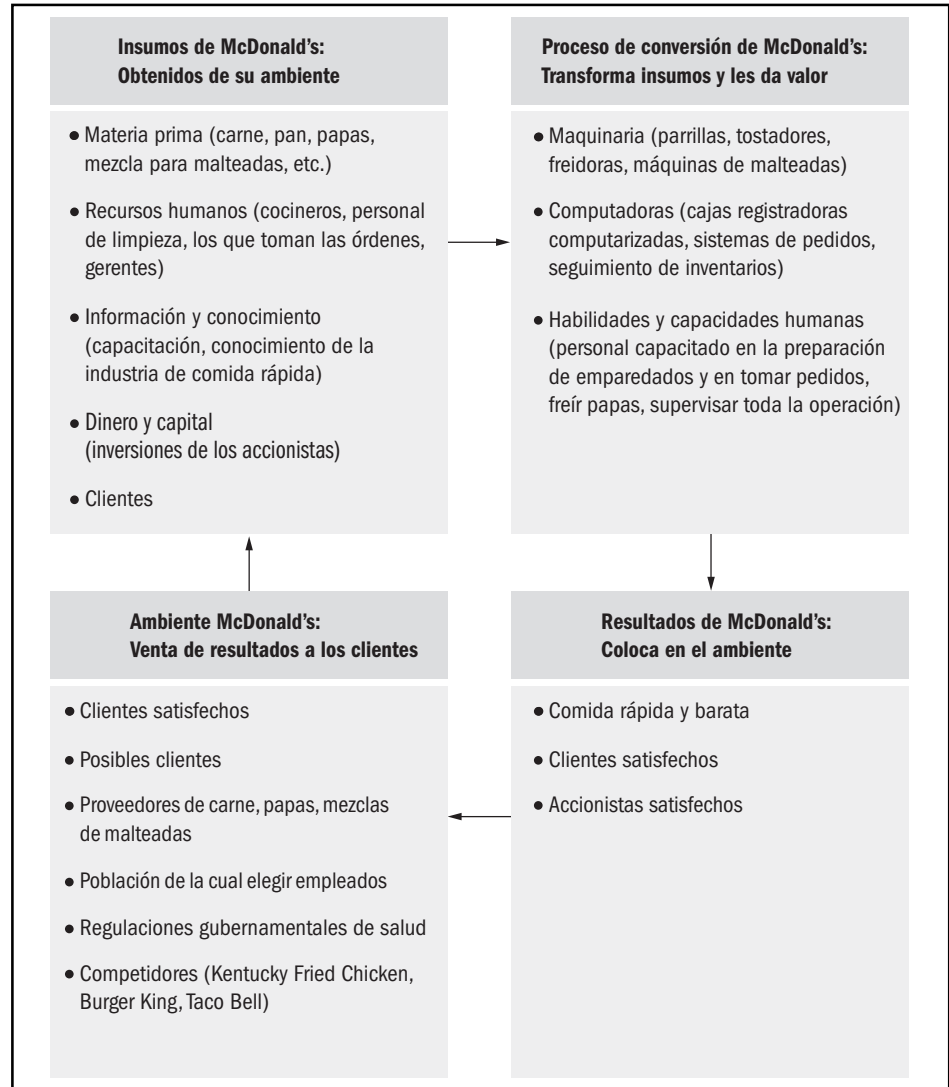 Insumos de McDonald's:
Obtenidos de su ambiente
• Materia prima (carne, pan, papas,
mezcla para malteadas, etc.)
• Recursos humanos (cocineros, personal
de limpieza, los que toman las órdenes,
gerentes)
• Información y conocimiento
(capacitación, conocimiento de la
industria de comida rápida)
• Dinero y capital
(inversiones de los accionistas)
• Clientes
Proceso de conversión de McDonald's:
Transforma insumos y les da valor
• Maquinaria (parrillas, tostadores,
freidoras, máquinas de malteadas)
• Computadoras (cajas registradoras
computarizadas, sistemas de pedidos,
seguimiento de inventarios)
• Habilidades y capacidades humanas
(personal capacitado en la preparación
de emparedados y en tomar pedidos,
freír papas, supervisar toda la operación)
Ambiente McDonald's:
Venta de resultados a los clientes
• Clientes satisfechos
• Posibles clientes
• Proveedores de carne, papas, mezclas
de malteadas
• Población de la cual elegir empleados
• Regulaciones gubernamentales de salud
• Competidores (Kentucky Fried Chicken,
Burger King, Taco Bell)
Resultados de McDonald's:
Coloca en el ambiente
• Comida rápida y barata
• Clientes satisfechos
• Accionistas satisfechos